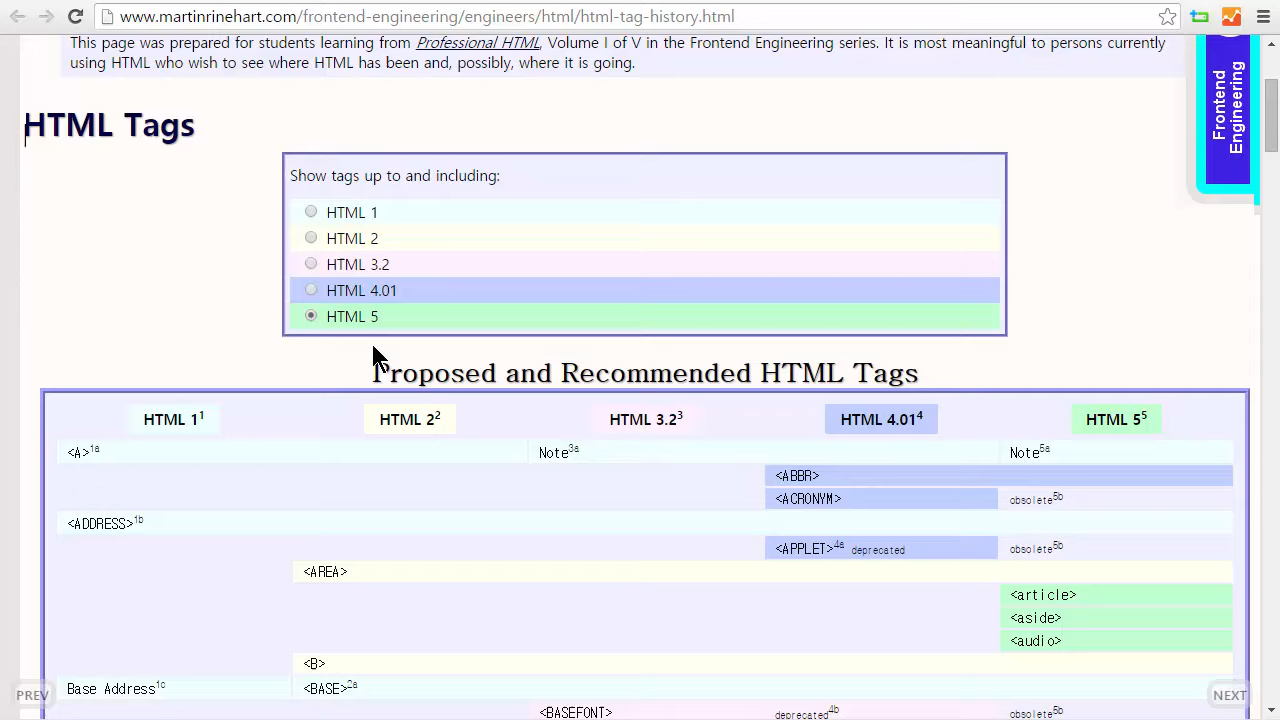 www.martinrinehart.com/frontend-engineering/engineers/html/html-tag-history.html
This page was prepared for students learning from Professional HTML, Volume I of V in the Frontend Engineering series. It is most meaningful to persons currently
using HTML who wish to see where HTML has been and, possibly, where it is going.
Frontend
Engineering
HTML Tags
Show tags up to and including:
HTML 1
HTML 2
HTML 3.2
HTML 4.01
HTML 5
Proposed and Recommended HTML Tags
HTML 1¹ HTML 2² HTML 3.2³ HTML 4.01⁴ HTML 5⁵
<A>1a Note3a Note5a
<ABBR>
<ACRONYM> obsolete5b
<ADDRESS>1b
<APPLET>4a deprecated obsolete5b
<AREA>
<article>
<aside>
<audio>
<B>
Base Address1c <BASE>2a
<BASEFONT> deprecated4b obsolete5b
PREV NEXT